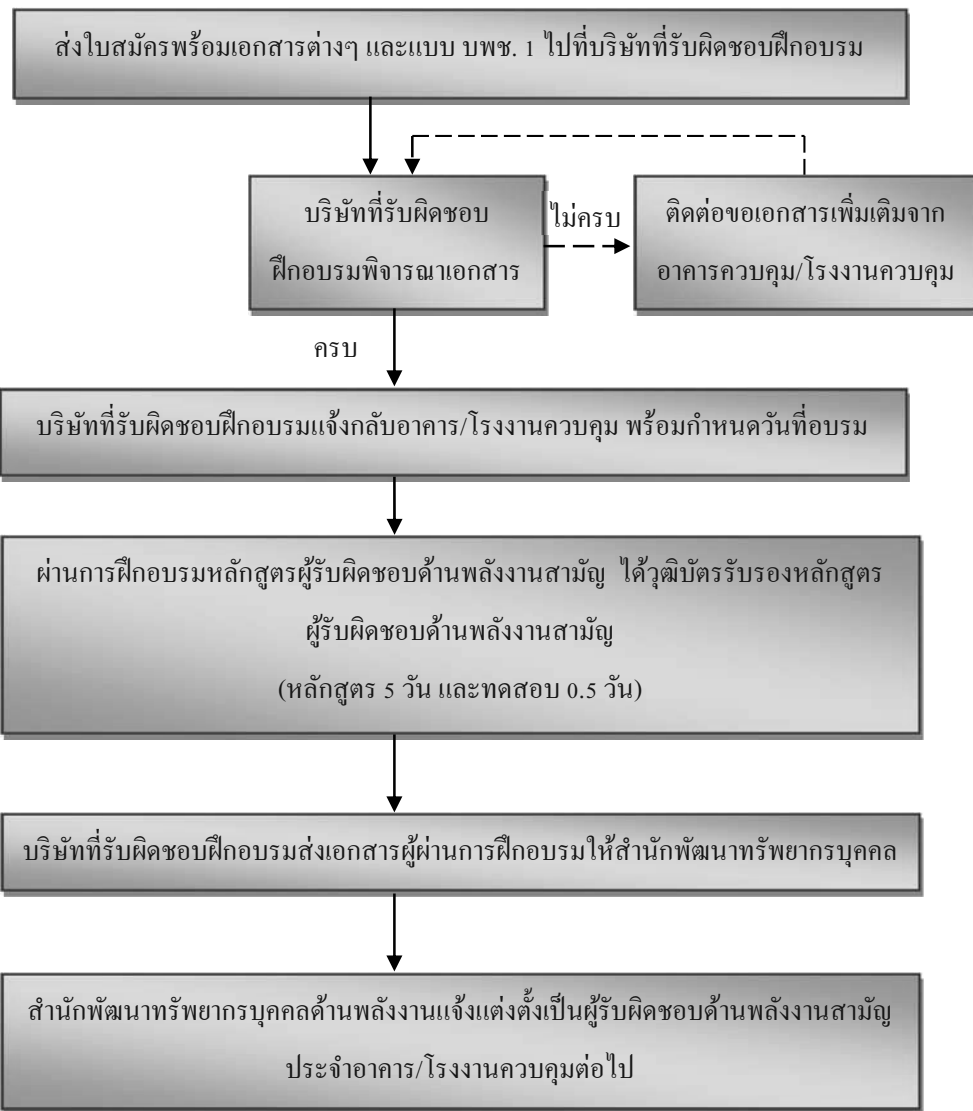 ส่งใบสมัครพร้อมเอกสารต่างๆ และแบบ บพช. 1 ไปที่บริษัทที่รับผิดชอบฝึกอบรม
บริษัทที่รับผิดชอบ
ฝึกอบรมพิจารณาเอกสาร
ไม่ครบ
ติดต่อขอเอกสารเพิ่มเติมจาก
อาคารควบคุม/โรงงานควบคุม
ครบ
บริษัทที่รับผิดชอบฝึกอบรมแจ้งกลับอาคาร/โรงงานควบคุม พร้อมกำหนดวันที่อบรม
ผ่านการฝึกอบรมหลักสูตรผู้รับผิดชอบด้านพลังงานสามัญ ได้วุฒิบัตรรับรองหลักสูตร
ผู้รับผิดชอบด้านพลังงานสามัญ
(หลักสูตร 5 วัน และทดสอบ 0.5 วัน)
บริษัทที่รับผิดชอบฝึกอบรมส่งเอกสารผู้ผ่านการฝึกอบรมให้สำนักพัฒนาทรัพยากรบุคคล
สำนักพัฒนาทรัพยากรบุคคลด้านพลังงานแจ้งแต่งตั้งเป็นผู้รับผิดชอบด้านพลังงานสามัญ
ประจำอาคาร/โรงงานควบคุมต่อไป